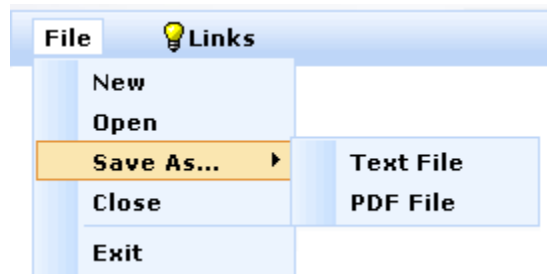 File Links
New
Open
Save As... Text File
Close PDF File
Exit